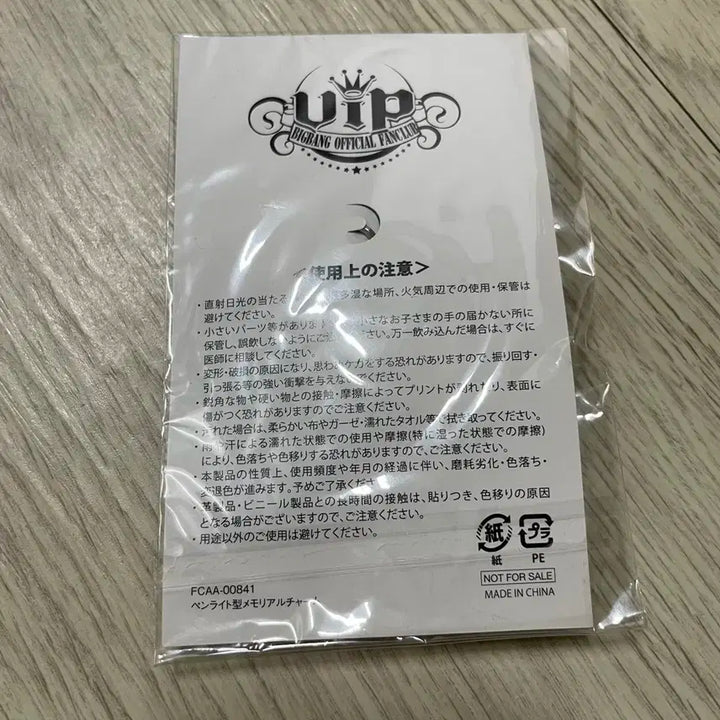 VIP
BIGBANG OFFICIAL FANCLUB
使用上の注意＞
・直射日光の当たる 多湿な場所、火気周辺での使用・保管は
避けてください。
・小さいパーツ等がありま 小さなお子さまの手の届かない所に
保管し、誤飲しないようにご ださい。万一飲み込んだ場合は、すぐに
医師に相談してください。
・変形・破損の原因になり、思わぬケガをする恐れがありますので、振り回す・
引っ張る等の強い衝撃を与えないでください。
・鋭角な物や硬い物との接触・摩擦によってプリントが割れたり、表面に
傷がつく恐れがありますのでご注意ください。
・汚れた場合は、柔らかい布やガーゼ・濡れたタオル等で拭き取ってください。
・雨や汗による濡れた状態での使用や摩擦(特に湿った状態での摩擦)
により、色落ちや色移りする恐れがありますので、ご注意ください。
・本製品の性質上、使用頻度や年月の経過に伴い、磨耗劣化・色落ち・
変退色が進みます。予めご了承くださ
・革製品・ビニール製品との長時間の接触は、貼りつき、色移りの原因
となる場合がございますので、ご注意ください。
・用途以外のご使用は避けてください。
紙 プラ
紙 PE
NOT FOR SALE
MADE IN CHINA
FCAA-00841
ペンライト型メモリアルチャーム